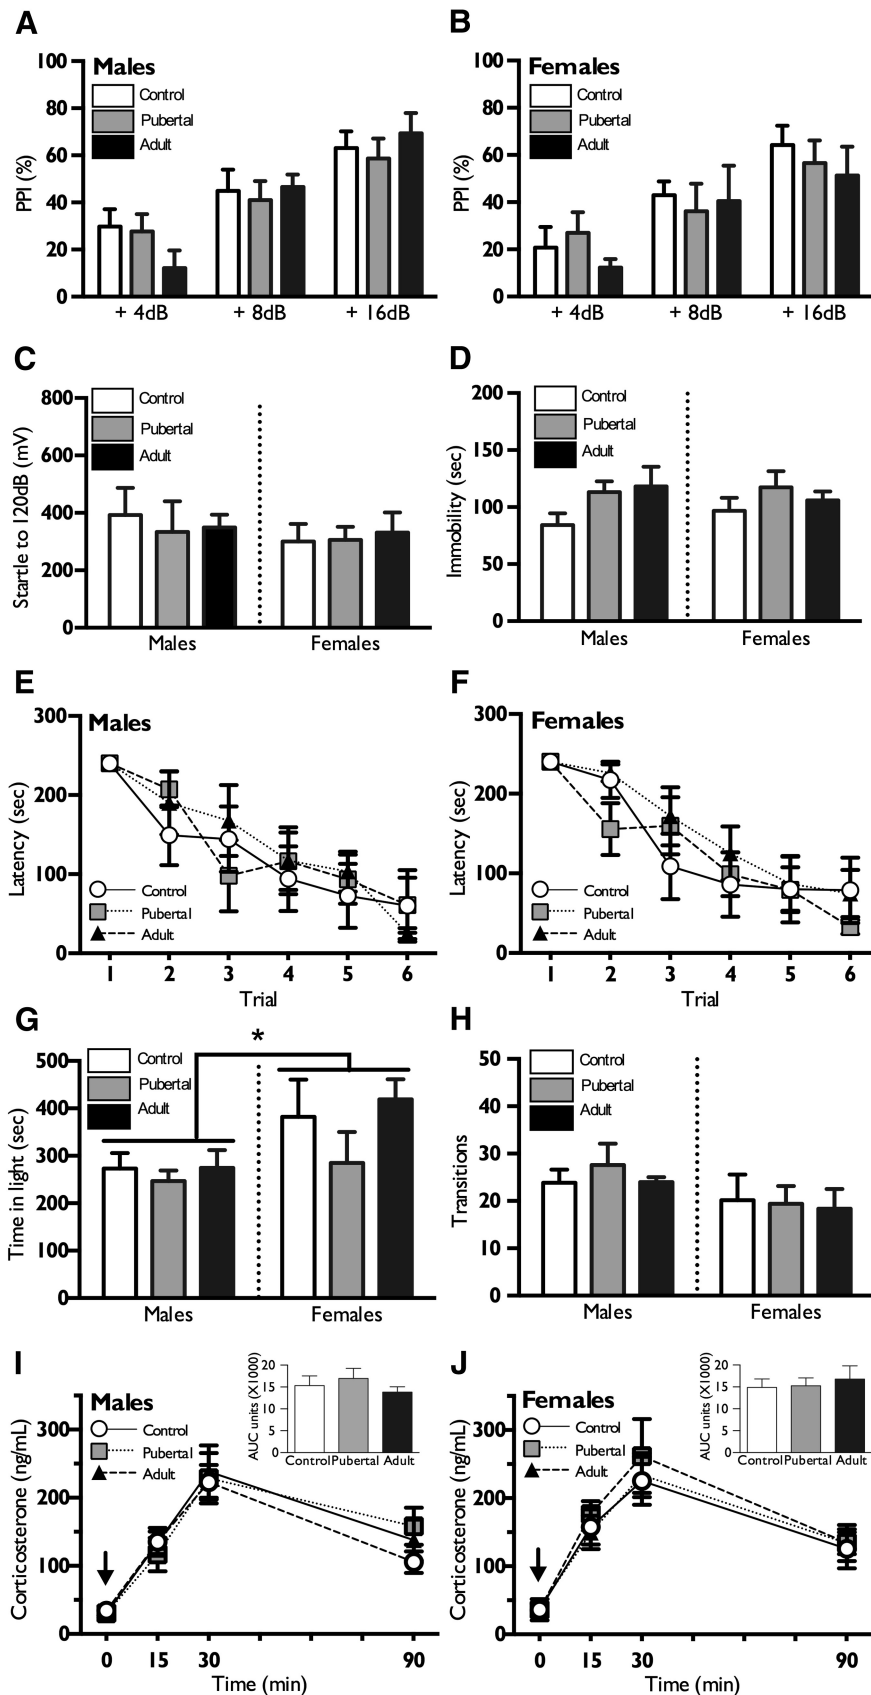 A
Males
Control
Pubertal
Adult
PPI (%)
100
80
60
40
20
0
+ 4dB
+ 8dB
+ 16dB
B
Females
Control
Pubertal
Adult
PPI (%)
100
80
60
40
20
0
+ 4dB
+ 8dB
+ 16dB
C
Control
Pubertal
Adult
Startle to 120dB (mV)
800
600
400
200
0
Males
Females
D
Control
Pubertal
Adult
Immobility (sec)
200
150
100
50
0
Males
Females
E
Males
Latency (sec)
300
200
100
0
Control
Pubertal
Adult
1 2 3 4 5 6
Trial
F
Females
Latency (sec)
300
200
100
0
Control
Pubertal
Adult
1 2 3 4 5 6
Trial
G
*
Control
Pubertal
Adult
Time in light (sec)
500
400
300
200
100
0
Males
Females
H
Control
Pubertal
Adult
Transitions
50
40
30
20
10
0
Males
Females
I
Males
Control
Pubertal
Adult
Corticosterone (ng/mL)
300
200
100
0
AUC units (X1000)
20
15
10
5
0
Control Pubertal Adult
0 15 30 90
Time (min)
J
Females
Control
Pubertal
Adult
Corticosterone (ng/mL)
300
200
100
0
AUC units (X1000)
20
15
10
5
0
Control Pubertal Adult
0 15 30 90
Time (min)